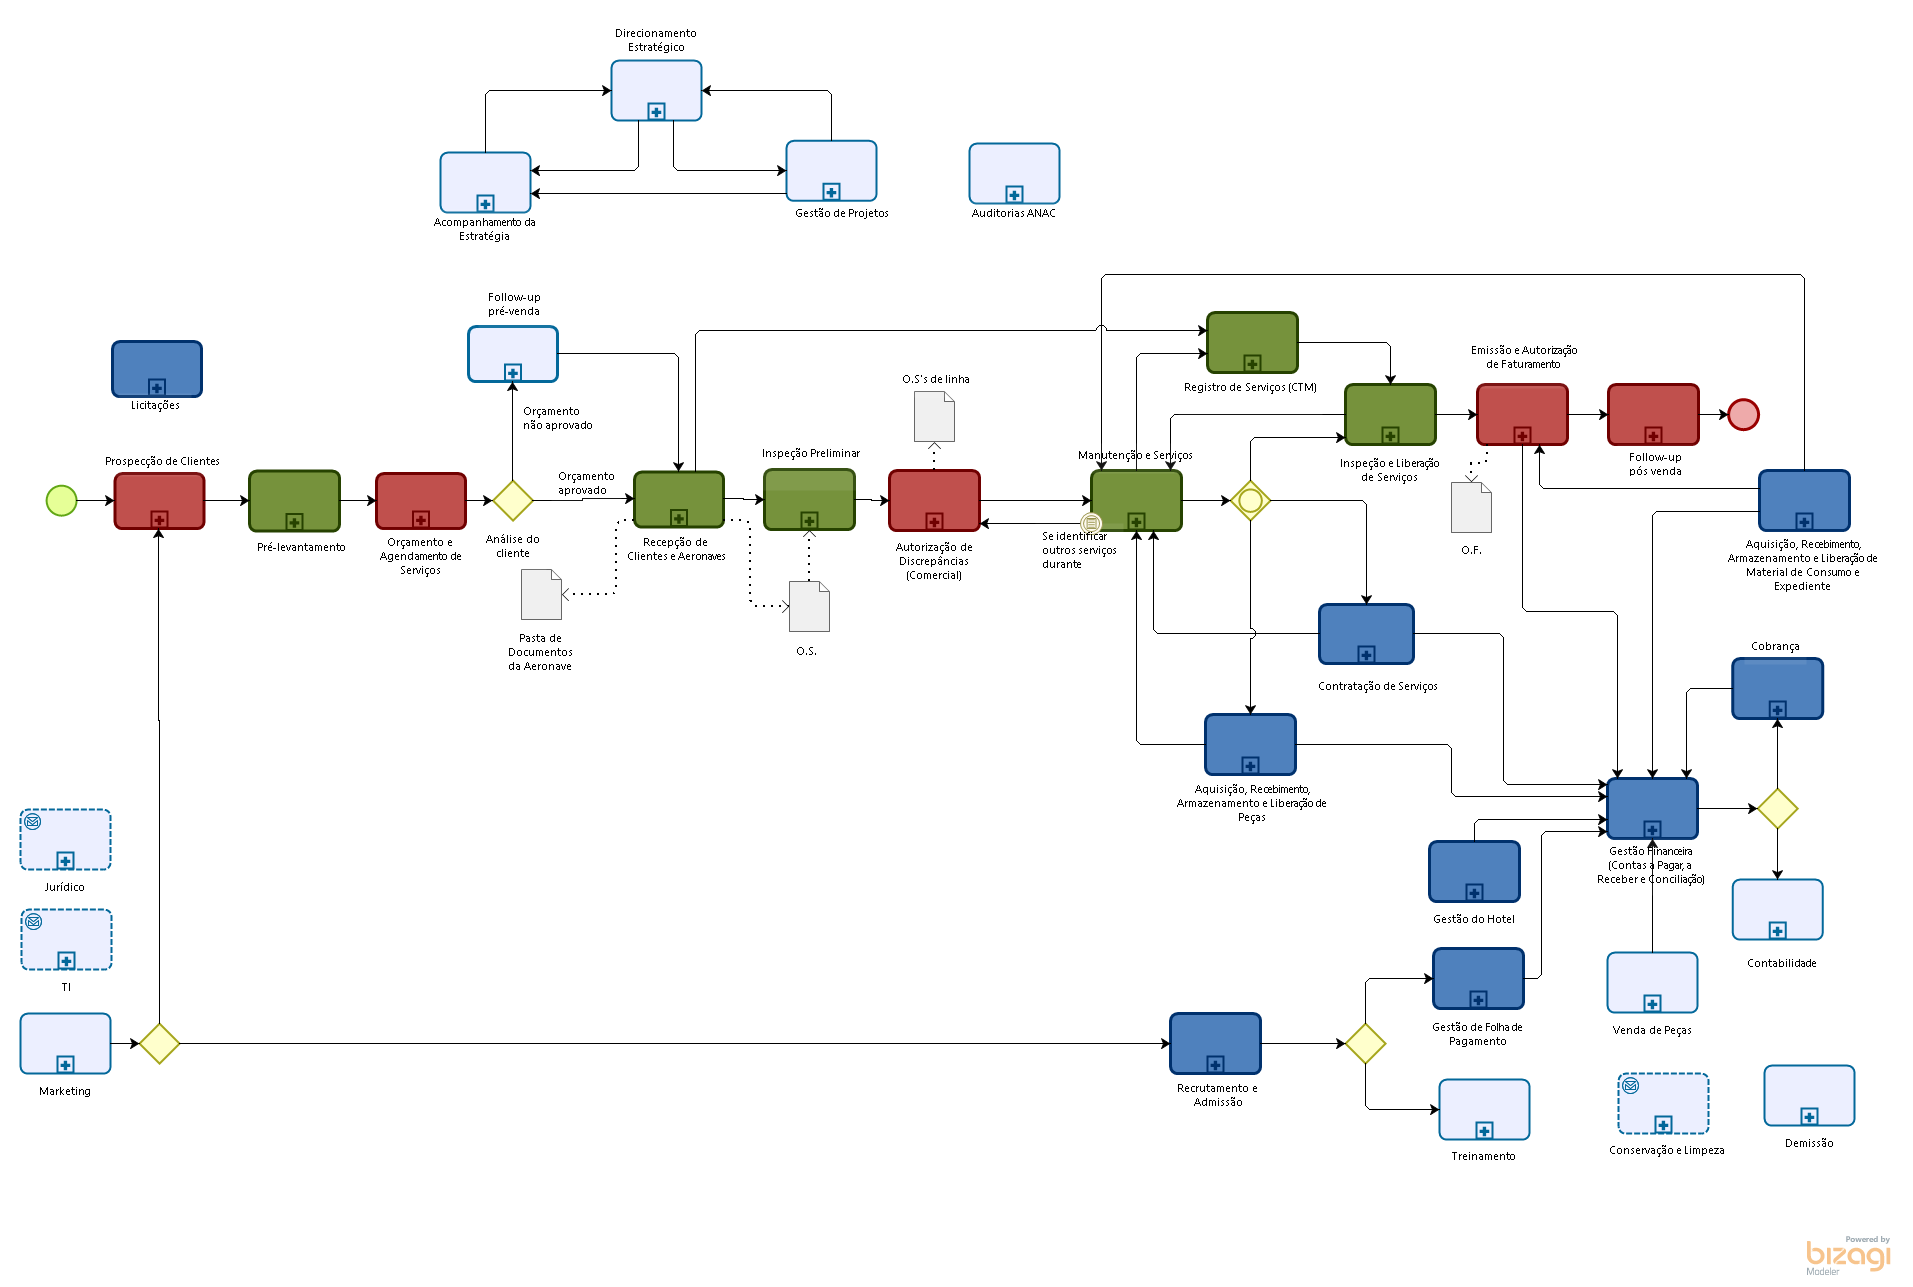 Direcionamento
Estratégico
Acompanhamento da
Estratégia
Gestão de Projetos
Auditorias ANAC
Follow-up
pré-venda
Licitações
Orçamento
não aprovado
O.S's de linha
Registro de Serviços (CTM)
Emissão e Autorização
de Faturamento
Prospecção de Clientes
Pré-levantamento
Orçamento e
Agendamento de
Serviços
Análise do
cliente
Orçamento
aprovado
Recepção de
Clientes e Aeronaves
Inspeção Preliminar
Autorização de
Discrepâncias
(Comercial)
Manutenção e Serviços
Se identificar
outros serviços
durante
Inspeção e Liberação
de Serviços
Follow-up
pós venda
O.F.
Aquisição, Recebimento,
Armazenamento e Liberação de
Material de Consumo e
Expediente
Pasta de
Documentos
da Aeronave
O.S.
Contratação de Serviços
Cobrança
Aquisição, Recebimento,
Armazenamento e Liberação de
Peças
Gestão Financeira
(Contas a Pagar, a
Receber e Conciliação)
Jurídico
TI
Marketing
Gestão do Hotel
Contabilidade
Gestão de Folha de
Pagamento
Venda de Peças
Recrutamento e
Admissão
Treinamento
Conservação e Limpeza
Demissão
Powered by
bizagi
Modeler